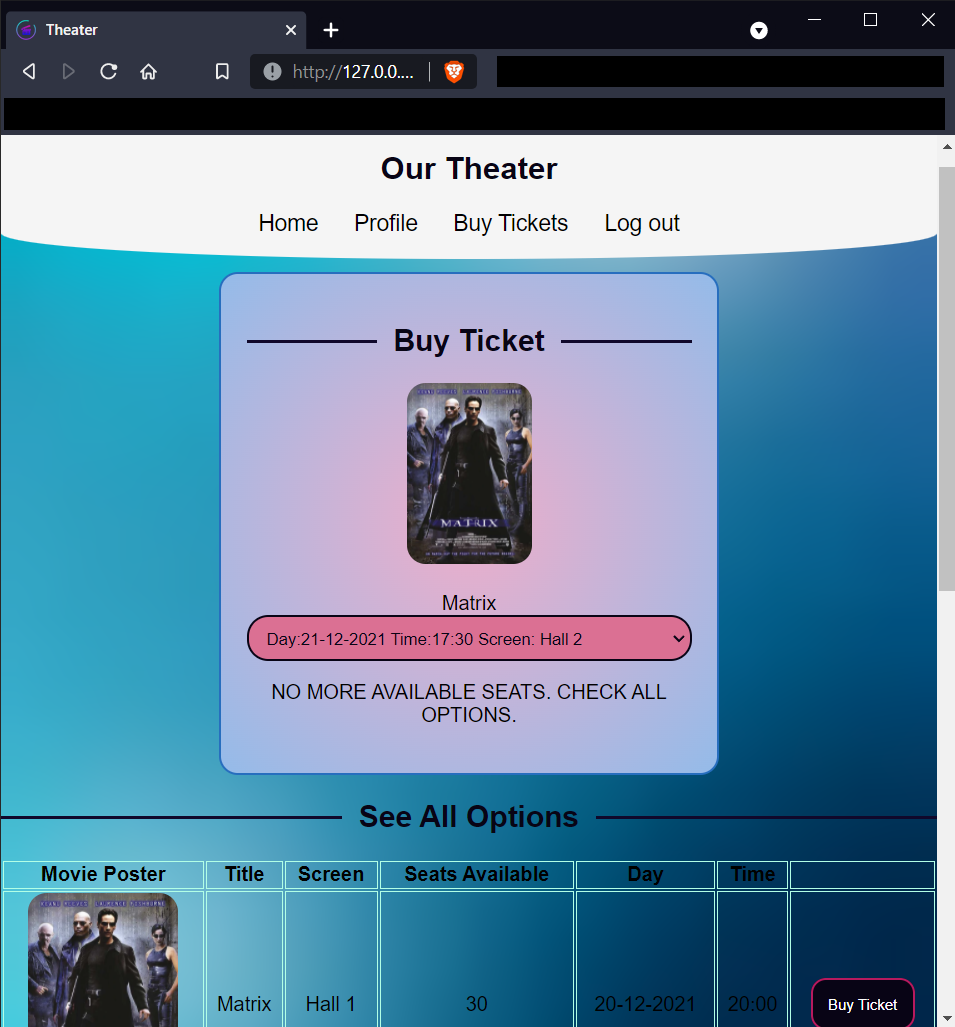 Theater
http://127.0.0....
Our Theater
Home Profile Buy Tickets Log out
Buy Ticket
MATRIX
Matrix
Day:21-12-2021 Time:17:30 Screen: Hall 2
NO MORE AVAILABLE SEATS. CHECK ALL
OPTIONS.
See All Options
Movie Poster Title Screen Seats Available Day Time
Matrix Hall 1 30 20-12-2021 20:00 Buy Ticket